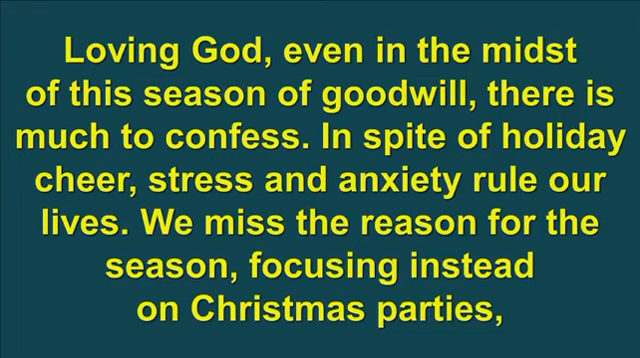 Loving God, even in the midst
of this season of goodwill, there is
much to confess. In spite of holiday
cheer, stress and anxiety rule our
lives. We miss the reason for the
season, focusing instead
on Christmas parties,